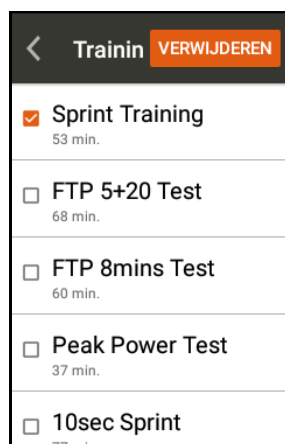 Trainin VERWIJDEREN
Sprint Training
53 min.
FTP 5+20 Test
68 min.
FTP 8mins Test
60 min.
Peak Power Test
37 min.
10sec Sprint